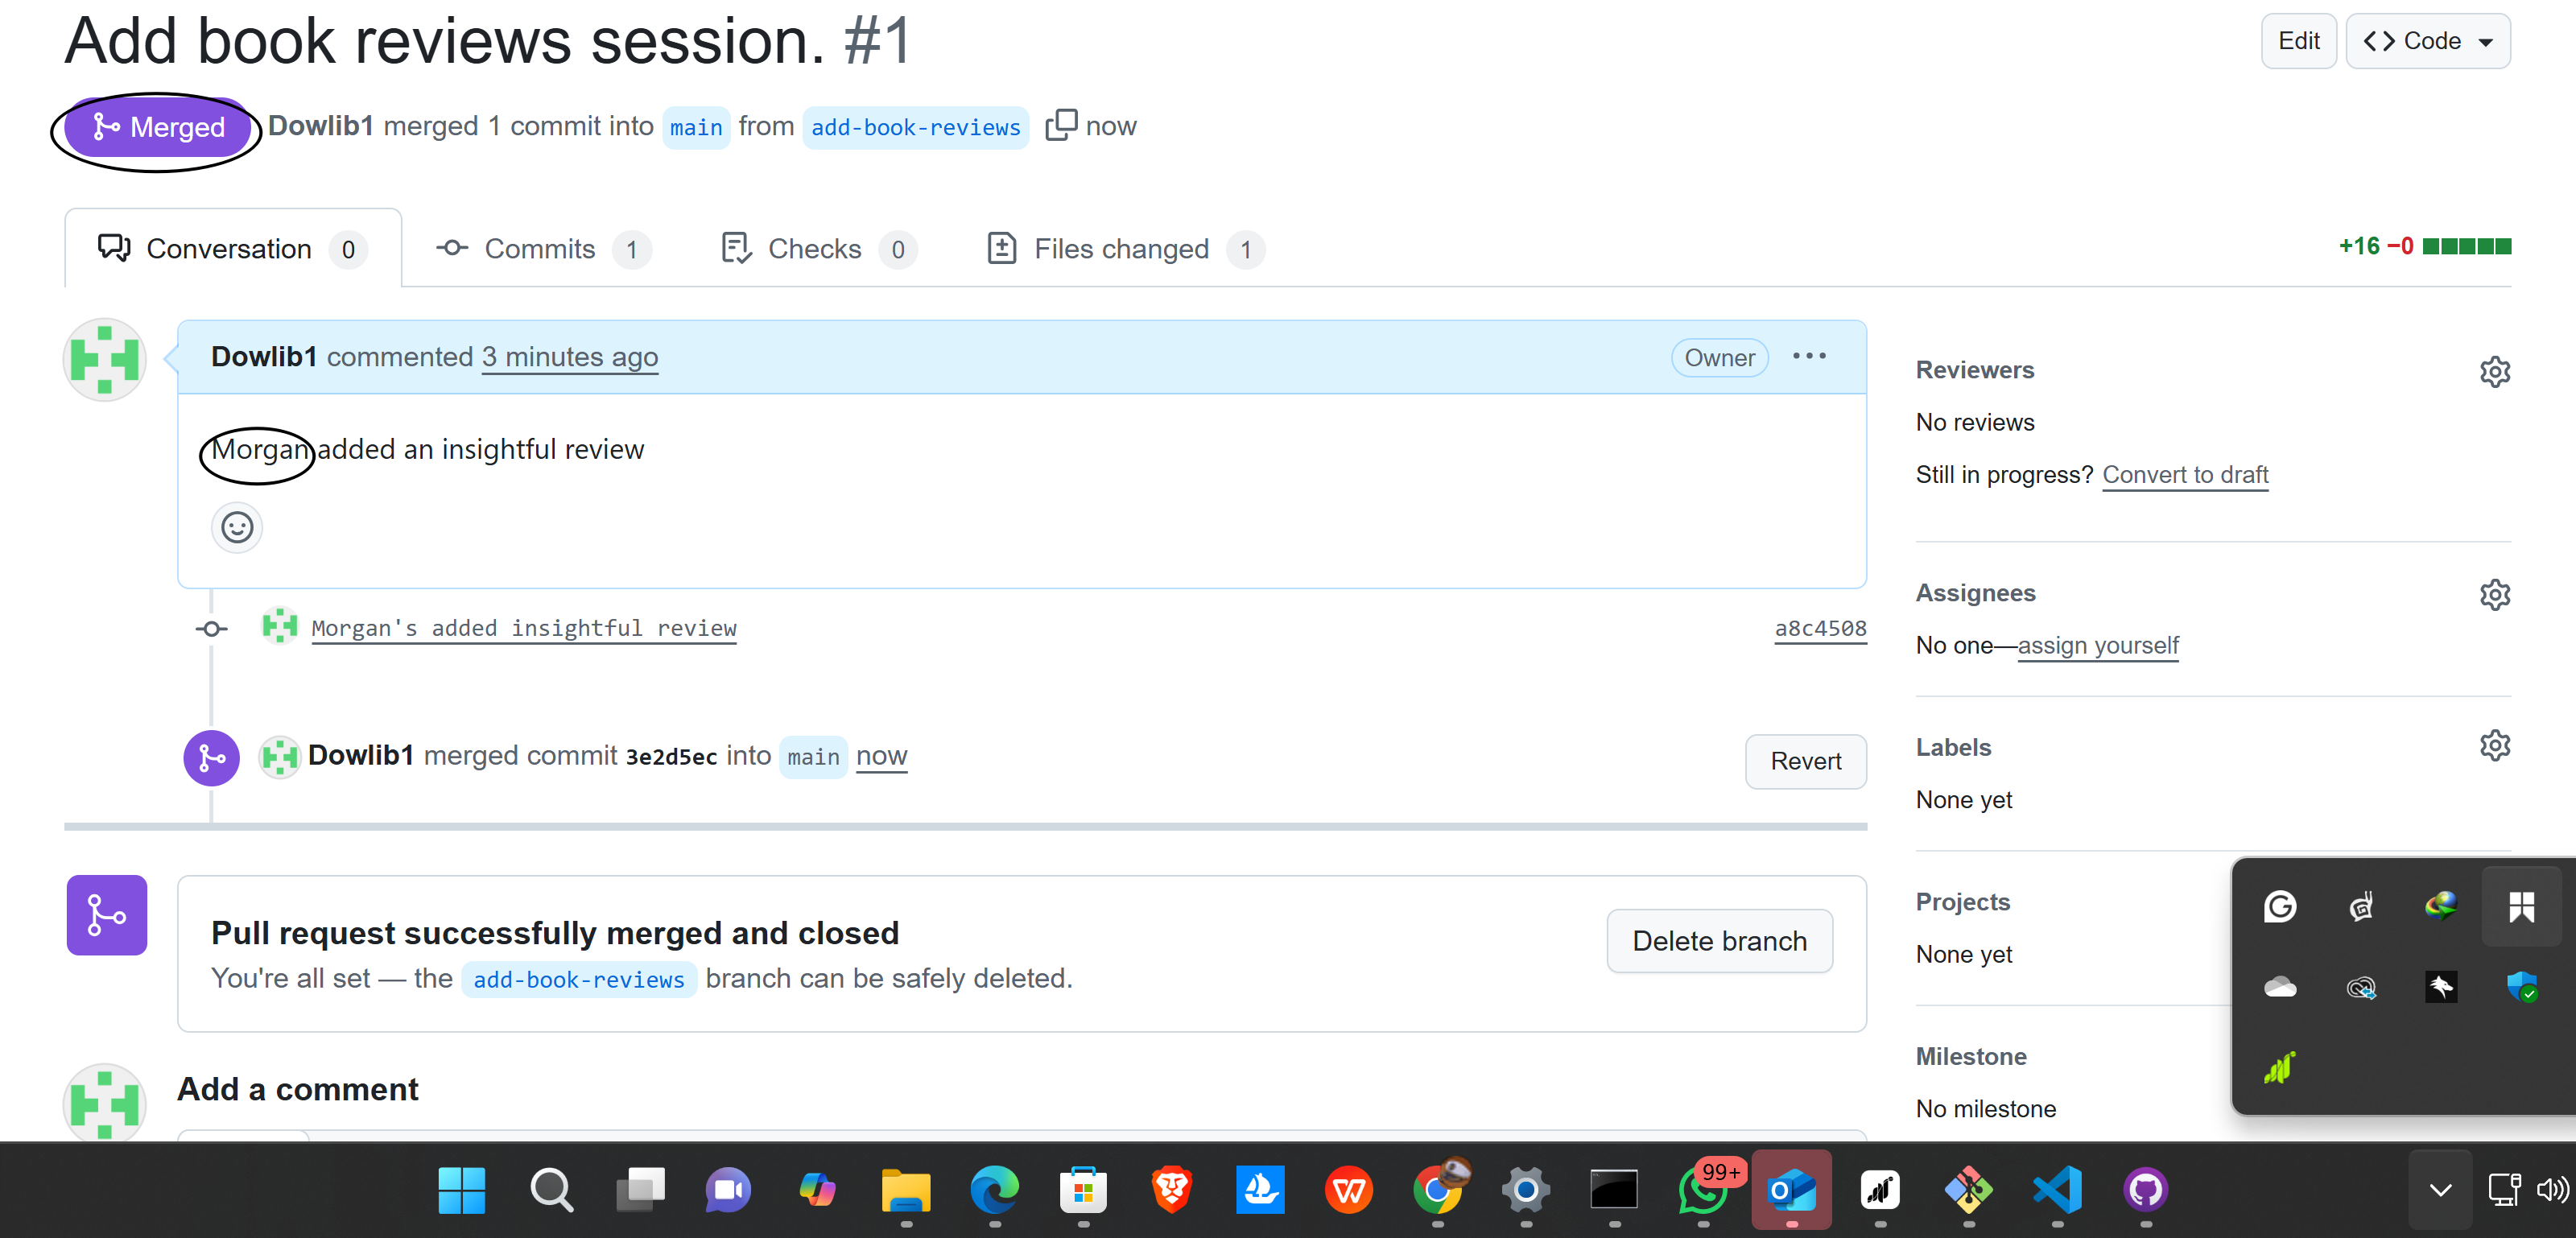 Add book reviews session. #1
Edit
Code
Merged
Dowlib1 merged 1 commit into main from add-book-reviews now
Conversation 0
Commits 1
Checks 0
Files changed 1
+16 −0
Dowlib1 commented 3 minutes ago
Owner
Morgan added an insightful review
Morgan's added insightful review
a8c4508
Dowlib1 merged commit 3e2d5ec into main now
Revert
Pull request successfully merged and closed
You're all set — the add-book-reviews branch can be safely deleted.
Delete branch
Add a comment
Reviewers
No reviews
Still in progress? Convert to draft
Assignees
No one—assign yourself
Labels
None yet
Projects
None yet
Milestone
No milestone
99+